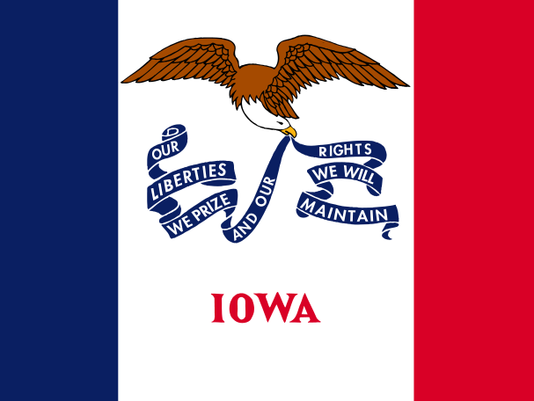 OUR
LIBERTIES
WE PRIZE
AND OUR
RIGHTS
WE WILL
MAINTAIN
IOWA